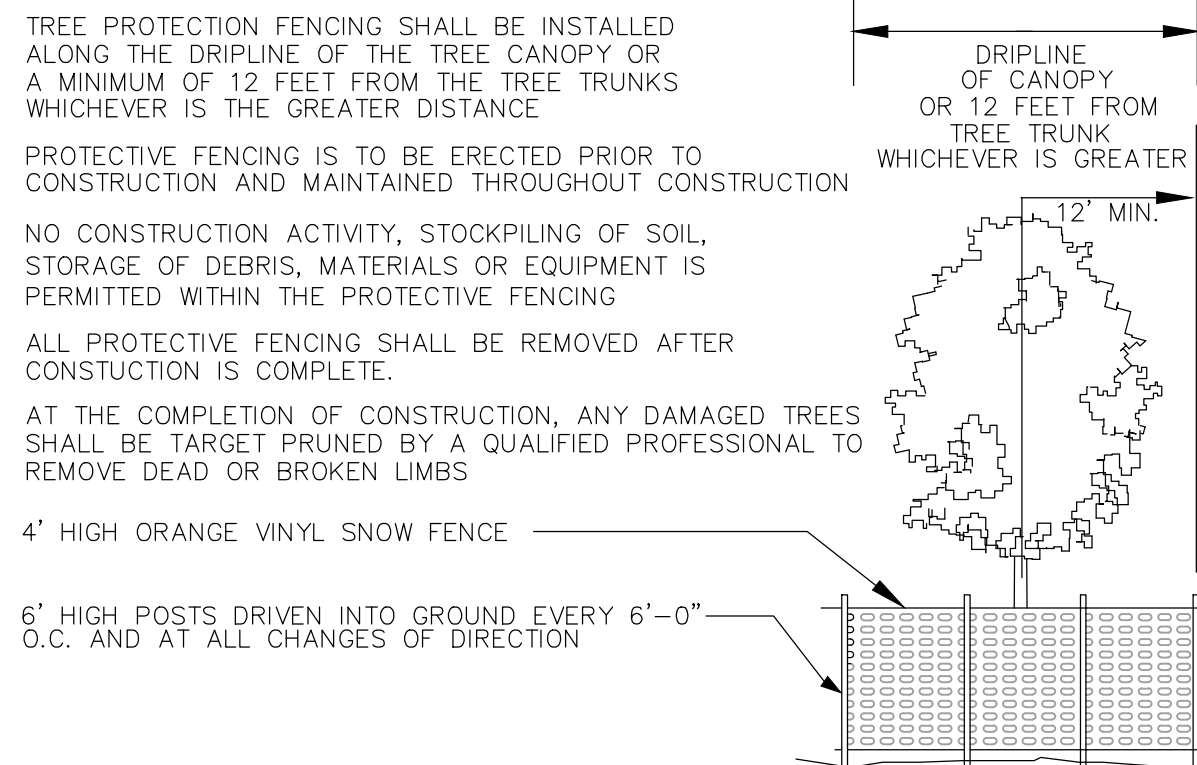 TREE PROTECTION FENCING SHALL BE INSTALLED
ALONG THE DRIPLINE OF THE TREE CANOPY OR
A MINIMUM OF 12 FEET FROM THE TREE TRUNKS
WHICHEVER IS THE GREATER DISTANCE
PROTECTIVE FENCING IS TO BE ERECTED PRIOR TO
CONSTRUCTION AND MAINTAINED THROUGHOUT CONSTRUCTION
NO CONSTRUCTION ACTIVITY, STOCKPILING OF SOIL,
STORAGE OF DEBRIS, MATERIALS OR EQUIPMENT IS
PERMITTED WITHIN THE PROTECTIVE FENCING
ALL PROTECTIVE FENCING SHALL BE REMOVED AFTER
CONSTUCTION IS COMPLETE.
AT THE COMPLETION OF CONSTRUCTION, ANY DAMAGED TREES
SHALL BE TARGET PRUNED BY A QUALIFIED PROFESSIONAL TO
REMOVE DEAD OR BROKEN LIMBS
4' HIGH ORANGE VINYL SNOW FENCE
6' HIGH POSTS DRIVEN INTO GROUND EVERY 6'-0"
O.C. AND AT ALL CHANGES OF DIRECTION
DRIPLINE
OF CANOPY
OR 12 FEET FROM
TREE TRUNK
WHICHEVER IS GREATER
12' MIN.